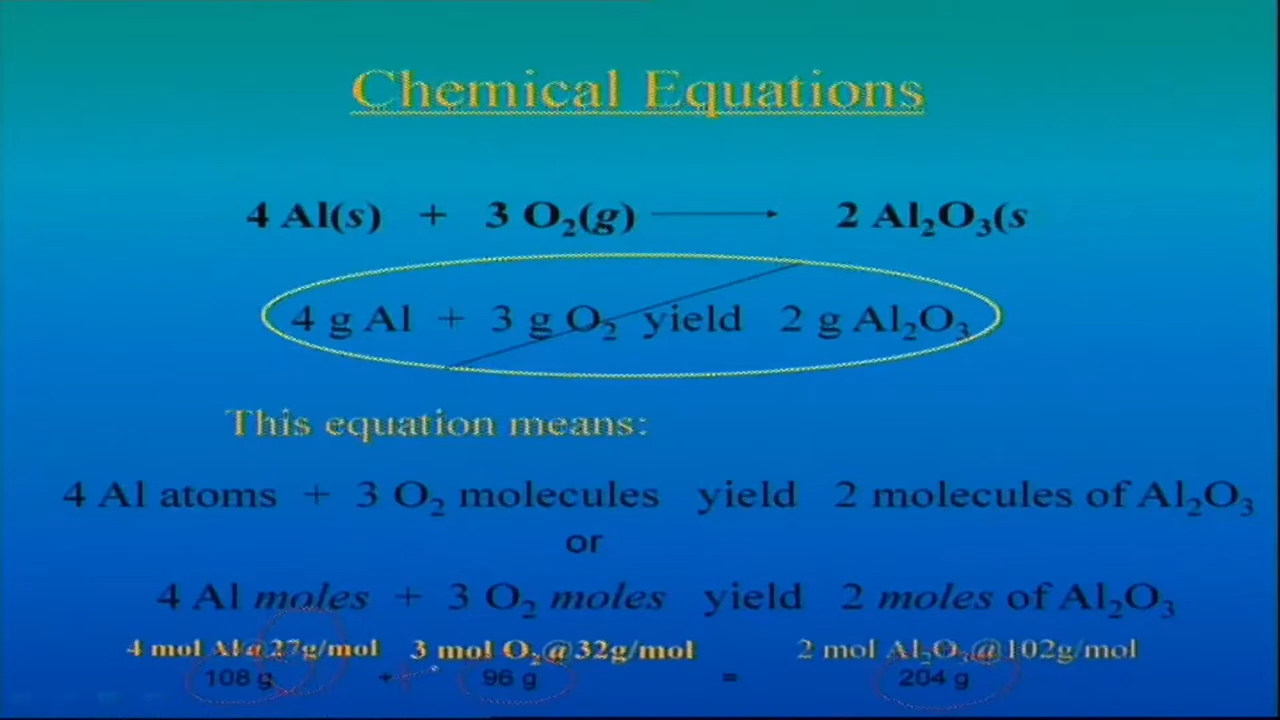 Chemical Equations
4 Al(s) + 3 O₂(g) ⟶ 2 Al₂O₃(s
4 g Al + 3 g O₂ yield 2 g Al₂O₃
This equation means:
4 Al atoms + 3 O₂ molecules yield 2 molecules of Al₂O₃
or
4 Al moles + 3 O₂ moles yield 2 moles of Al₂O₃
4 mol Al@27g/mol 3 mol O₂@32g/mol 2 mol Al₂O₃@102g/mol
108 g + 96 g = 204 g